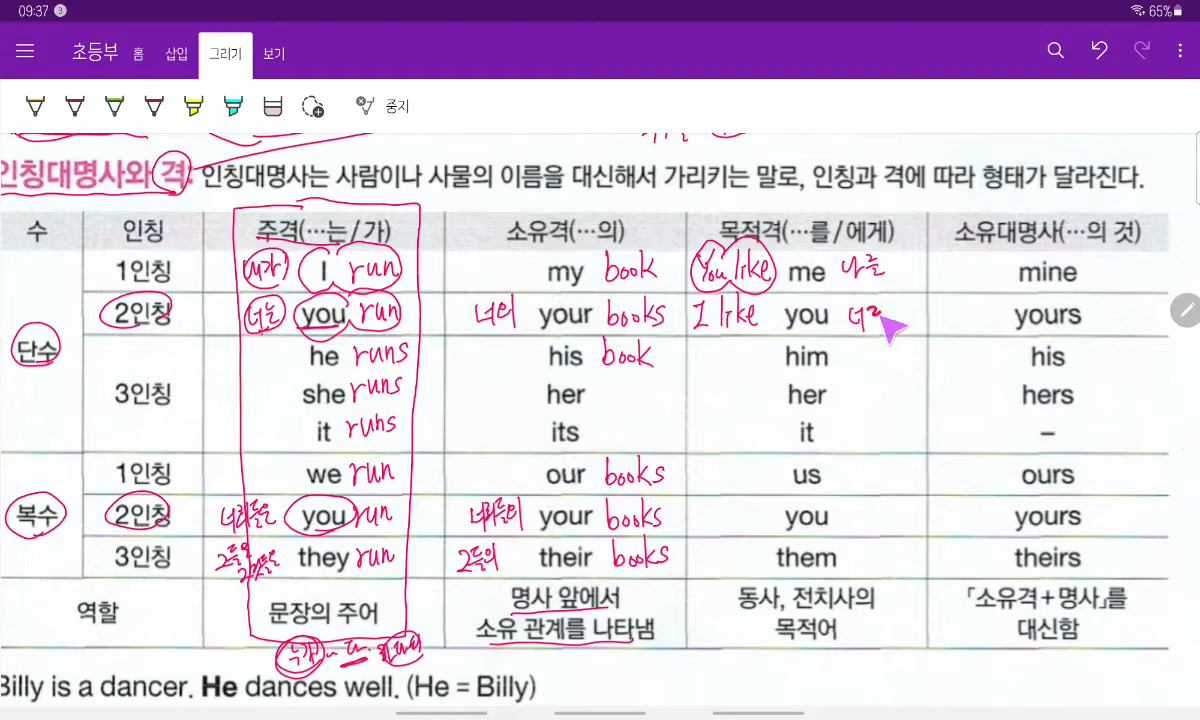 09:37 3 65%
초등부 홈 삽입 그리기 보기
중지
인칭대명사와 격: 인칭대명사는 사람이나 사물의 이름을 대신해서 가리키는 말로, 인칭과 격에 따라 형태가 달라진다.
수 인칭 주격(…는/가) 소유격(…의) 목적격(…를/에게) 소유대명사(…의 것)
1인칭 내가 I run my book You like me 나를 mine
2인칭 너는 you run 너의 your books I like you yours
단수
he runs his book him his
3인칭 she runs her her hers
it runs its it –
1인칭 we run our books us ours
복수 2인칭 너희들은 you run 너희들의 your books you yours
3인칭 그들은 그것들은 they run 그들의 their books them theirs
역할 문장의 주어 명사 앞에서 소유 관계를 나타냄 동사, 전치사의 목적어 「소유격+명사」를 대신함
Billy is a dancer. He dances well. (He = Billy)